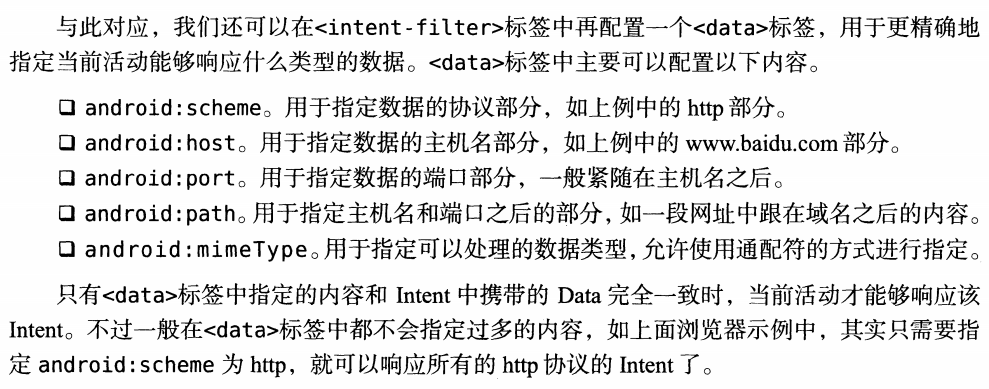 与此对应，我们还可以在<intent-filter>标签中再配置一个<data>标签，用于更精确地
指定当前活动能够响应什么类型的数据。<data>标签中主要可以配置以下内容。
❑ android:scheme。用于指定数据的协议部分，如上例中的 http 部分。
❑ android:host。用于指定数据的主机名部分，如上例中的 www.baidu.com 部分。
❑ android:port。用于指定数据的端口部分，一般紧随在主机名之后。
❑ android:path。用于指定主机名和端口之后的部分，如一段网址中跟在域名之后的内容。
❑ android:mimeType。用于指定可以处理的数据类型，允许使用通配符的方式进行指定。
只有<data>标签中指定的内容和 Intent 中携带的 Data 完全一致时，当前活动才能够响应该
Intent。不过一般在<data>标签中都不会指定过多的内容，如上面浏览器示例中，其实只需要指
定 android:scheme 为 http，就可以响应所有的 http 协议的 Intent 了。